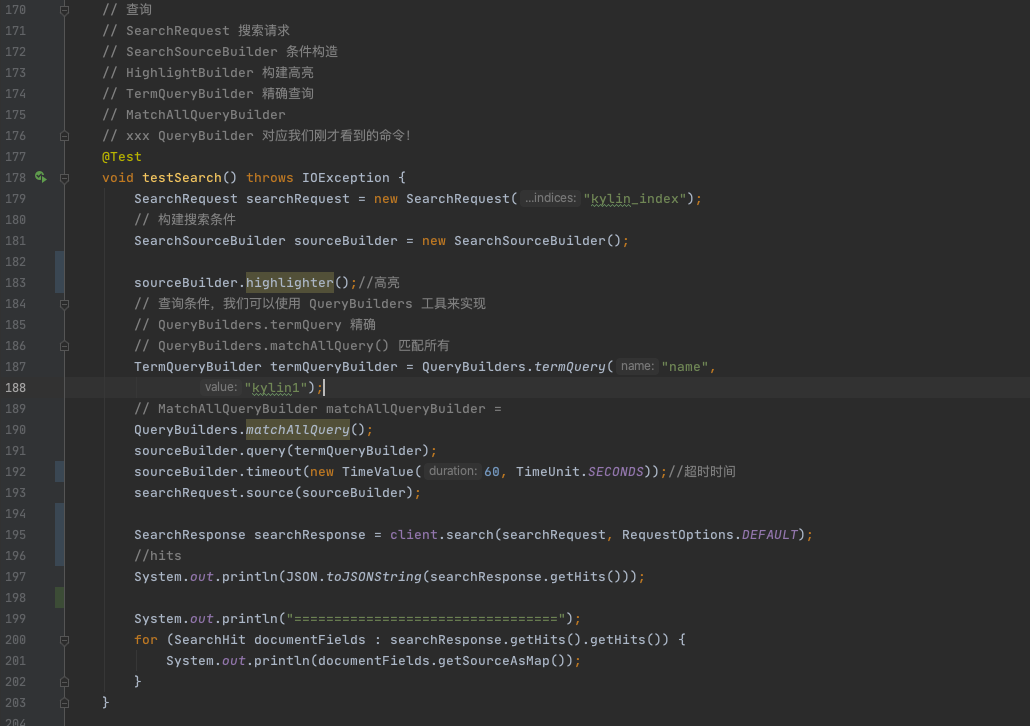 170 // 查询
171 // SearchRequest 搜索请求
172 // SearchSourceBuilder 条件构造
173 // HighlightBuilder 构建高亮
174 // TermQueryBuilder 精确查询
175 // MatchAllQueryBuilder
176 // xxx QueryBuilder 对应我们刚才看到的命令!
177 @Test
178 void testSearch() throws IOException {
179 SearchRequest searchRequest = new SearchRequest( ...indices: "kylin_index");
180 // 构建搜索条件
181 SearchSourceBuilder sourceBuilder = new SearchSourceBuilder();
182
183 sourceBuilder.highlighter();//高亮
184 // 查询条件,我们可以使用 QueryBuilders 工具来实现
185 // QueryBuilders.termQuery 精确
186 // QueryBuilders.matchAllQuery() 匹配所有
187 TermQueryBuilder termQueryBuilder = QueryBuilders.termQuery( name: "name",
188 value: "kylin1");
189 // MatchAllQueryBuilder matchAllQueryBuilder =
190 QueryBuilders.matchAllQuery();
191 sourceBuilder.query(termQueryBuilder);
192 sourceBuilder.timeout(new TimeValue( duration: 60, TimeUnit.SECONDS));//超时时间
193 searchRequest.source(sourceBuilder);
194
195 SearchResponse searchResponse = client.search(searchRequest, RequestOptions.DEFAULT);
196 //hits
197 System.out.println(JSON.toJSONString(searchResponse.getHits()));
198
199 System.out.println("=================================");
200 for (SearchHit documentFields : searchResponse.getHits().getHits()) {
201 System.out.println(documentFields.getSourceAsMap());
202 }
203 }
204